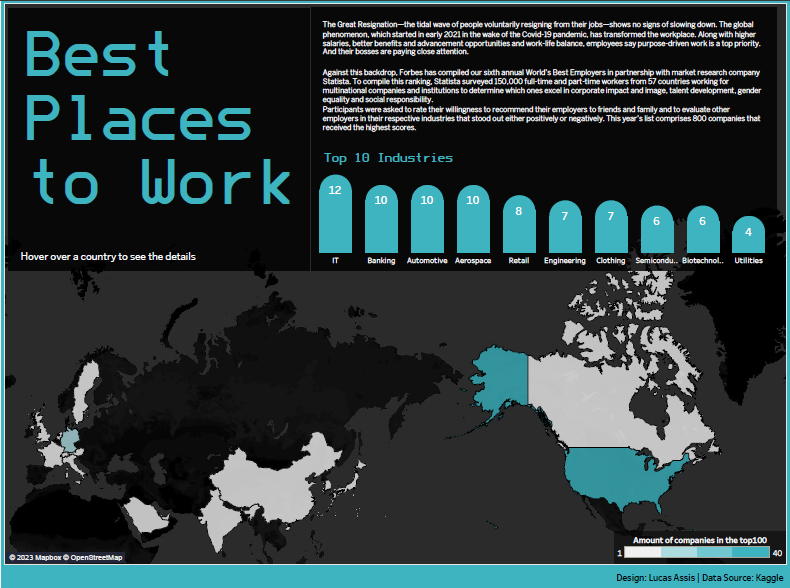 Best
Places
to Work
Hover over a country to see the details
The Great Resignation—the tidal wave of people voluntarily resigning from their jobs—shows no signs of slowing down. The global
phenomenon, which started in early 2021 in the wake of the Covid-19 pandemic, has transformed the workplace. Along with higher
salaries, better benefits and advancement opportunities and work-life balance, employees say purpose-driven work is a top priority.
And their bosses are paying close attention.
Against this backdrop, Forbes has compiled our sixth annual World's Best Employers in partnership with market research company
Statista. To compile this ranking, Statista surveyed 150,000 full-time and part-time workers from 57 countries working for
multinational companies and institutions to determine which ones excel in corporate impact and image, talent development, gender
equality and social responsibility.
Participants were asked to rate their willingness to recommend their employers to friends and family and to evaluate other
employers in their respective industries that stood out either positively or negatively. This year's list comprises 800 companies that
received the highest scores.
Top 10 Industries
12 10 10 10 8 7 7 6 6 4
IT Banking Automotive Aerospace Retail Engineering Clothing Semicondu.. Biotechnol.. Utilities
Amount of companies in the top100
1 40
© 2023 Mapbox © OpenStreetMap
Design: Lucas Assis | Data Source: Kaggle